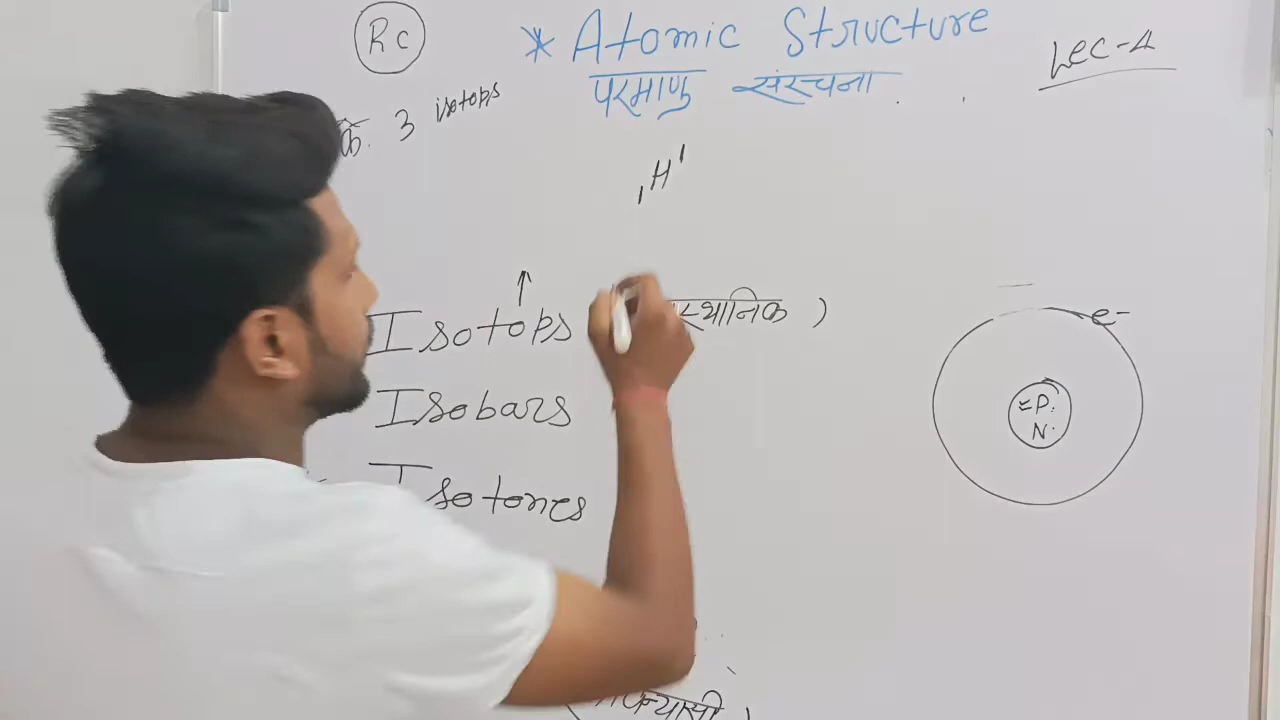 Rc
* Atomic Structure
Lec-4
परमाणु संरचना
के. 3 isotops
₁H¹
Isotops स्थानिक )
Isobars
Isotones
e-
P
N